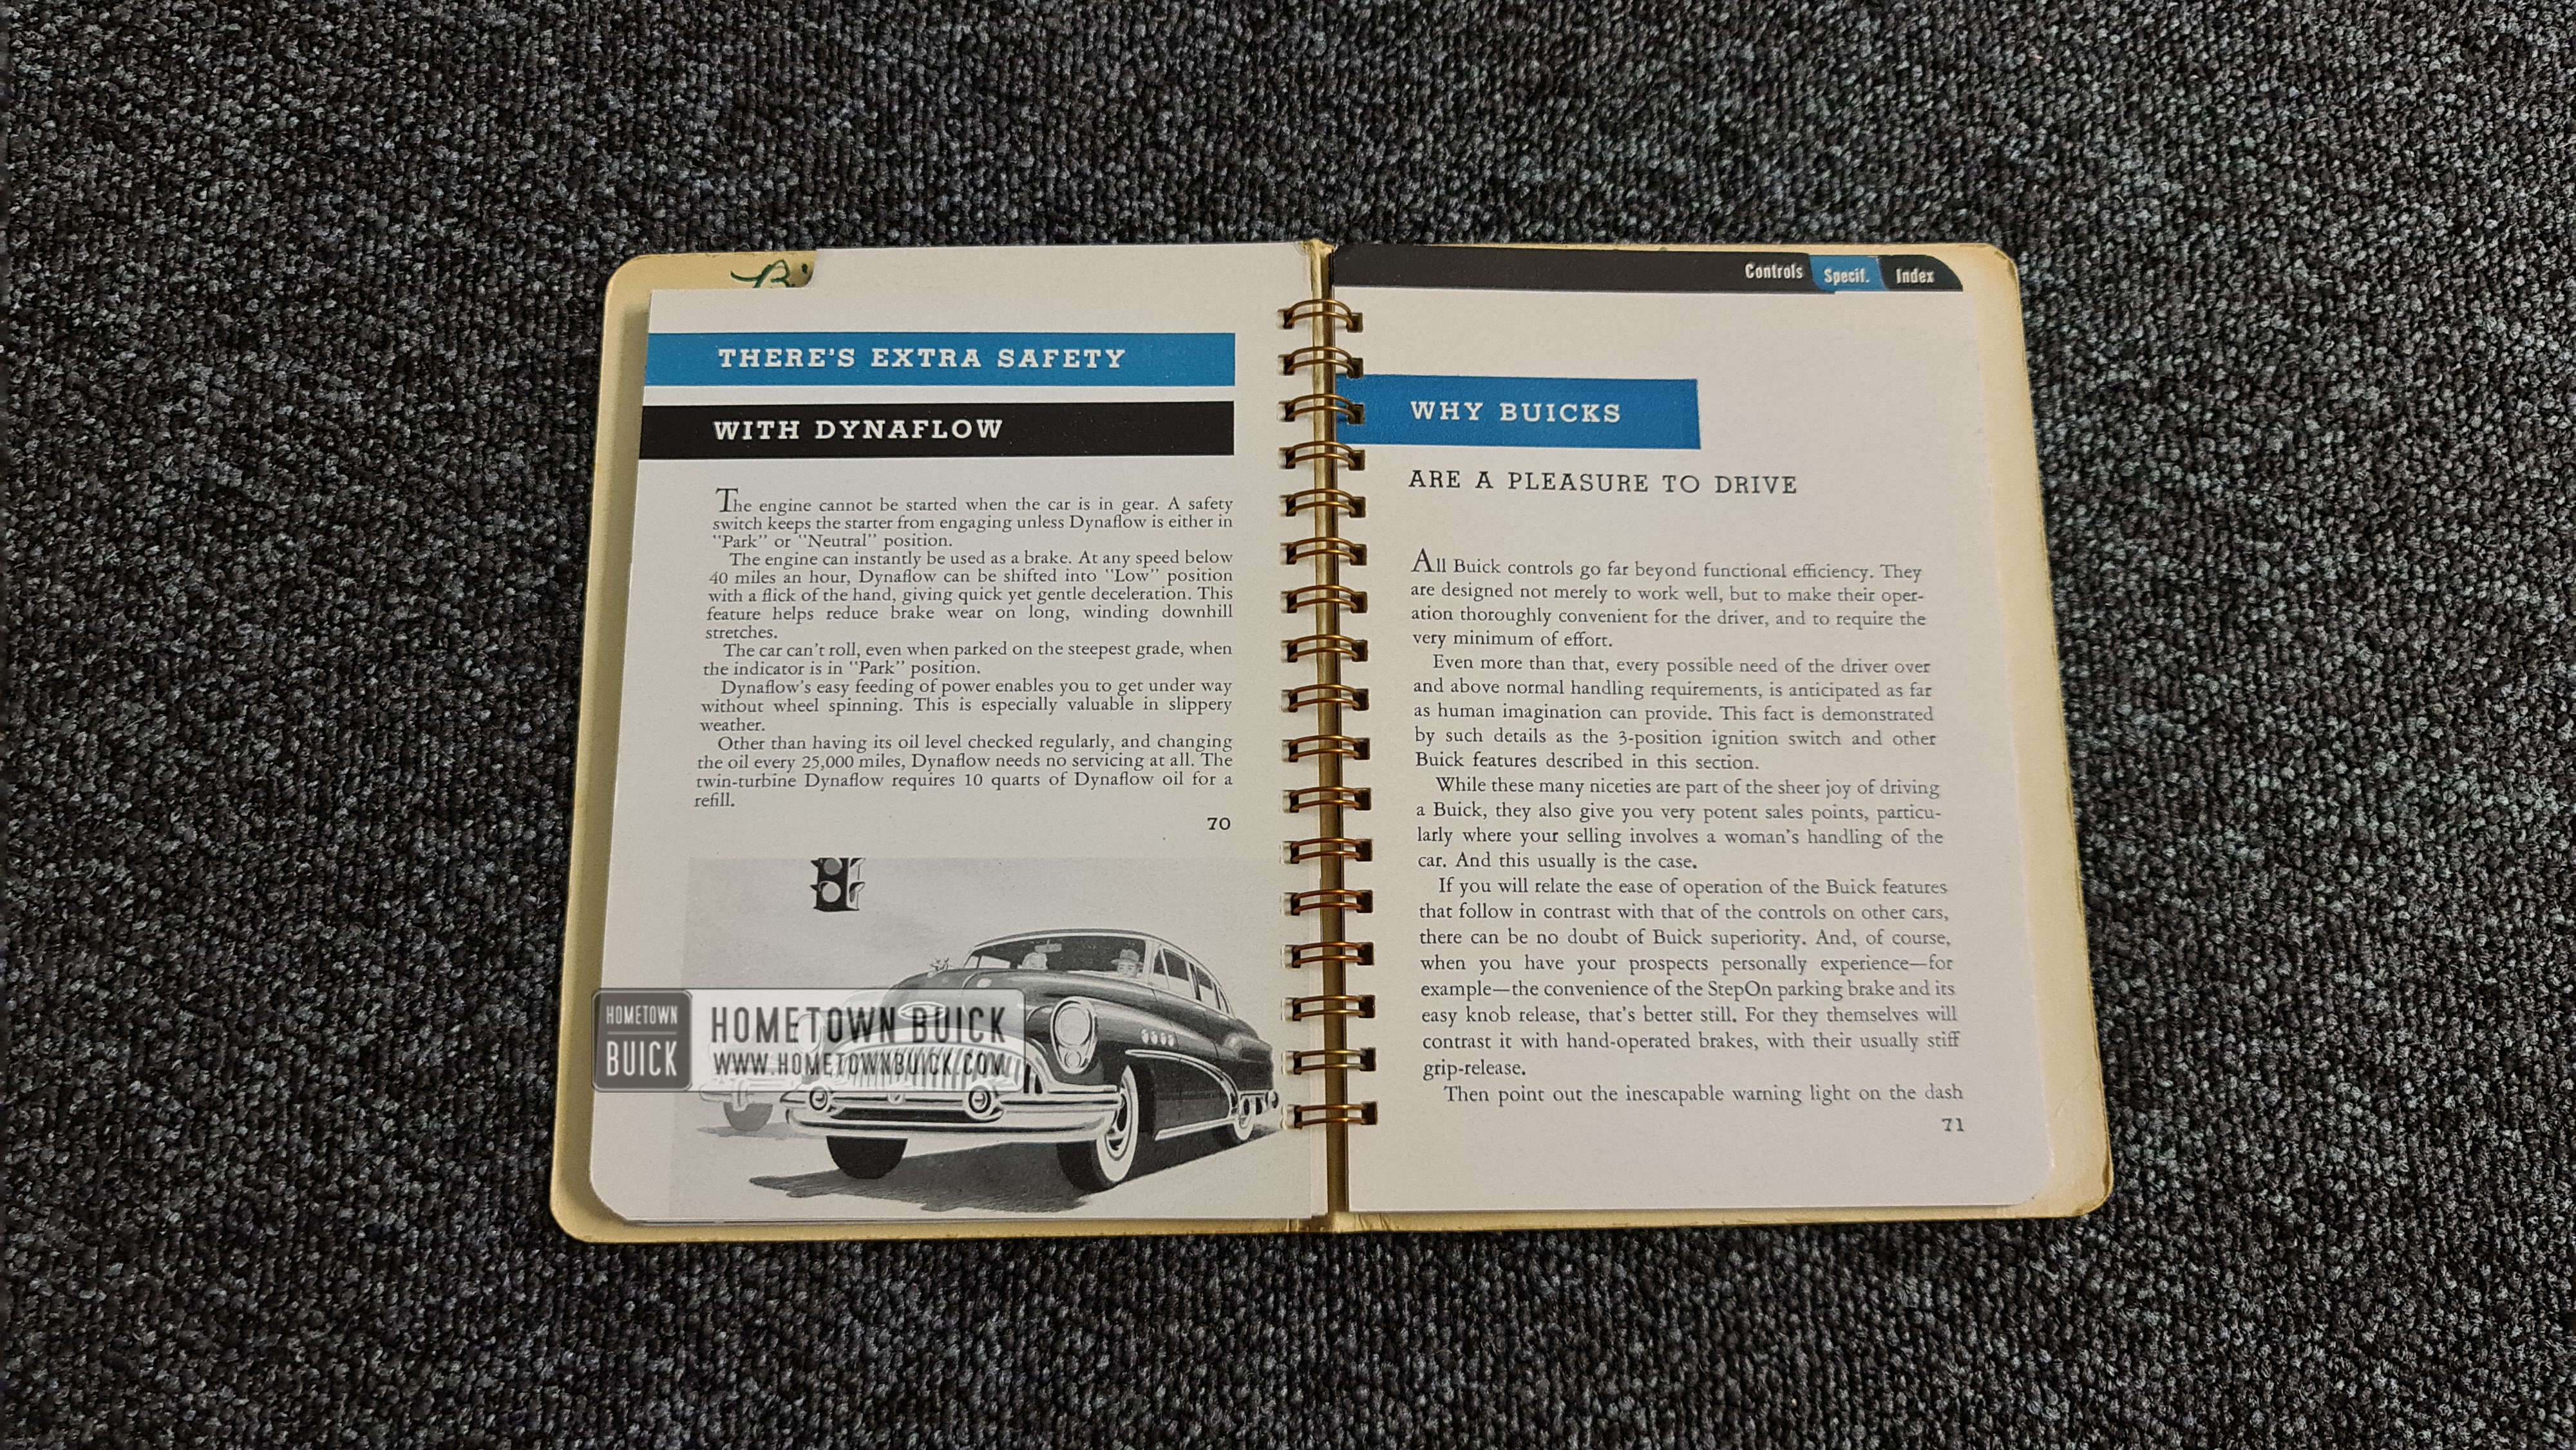 THERE'S EXTRA SAFETY
WITH DYNAFLOW
The engine cannot be started when the car is in gear. A safety
switch keeps the starter from engaging unless Dynaflow is either in
"Park" or "Neutral" position.
The engine can instantly be used as a brake. At any speed below
40 miles an hour, Dynaflow can be shifted into "Low" position
with a flick of the hand, giving quick yet gentle deceleration. This
feature helps reduce brake wear on long, winding downhill
stretches.
The car can't roll, even when parked on the steepest grade, when
the indicator is in "Park" position.
Dynaflow's easy feeding of power enables you to get under way
without wheel spinning. This is especially valuable in slippery
weather.
Other than having its oil level checked regularly, and changing
the oil every 25,000 miles, Dynaflow needs no servicing at all. The
twin-turbine Dynaflow requires 10 quarts of Dynaflow oil for a
refill.
70
HOMETOWN
BUICK
HOMETOWN BUICK
WWW.HOMETOWNBUICK.COM
Controls Specif. Index
WHY BUICKS
ARE A PLEASURE TO DRIVE
All Buick controls go far beyond functional efficiency. They
are designed not merely to work well, but to make their oper-
ation thoroughly convenient for the driver, and to require the
very minimum of effort.
Even more than that, every possible need of the driver over
and above normal handling requirements, is anticipated as far
as human imagination can provide. This fact is demonstrated
by such details as the 3-position ignition switch and other
Buick features described in this section.
While these many niceties are part of the sheer joy of driving
a Buick, they also give you very potent sales points, particu-
larly where your selling involves a woman's handling of the
car. And this usually is the case.
If you will relate the ease of operation of the Buick features
that follow in contrast with that of the controls on other cars,
there can be no doubt of Buick superiority. And, of course,
when you have your prospects personally experience—for
example—the convenience of the StepOn parking brake and its
easy knob release, that's better still. For they themselves will
contrast it with hand-operated brakes, with their usually stiff
grip-release.
Then point out the inescapable warning light on the dash
71